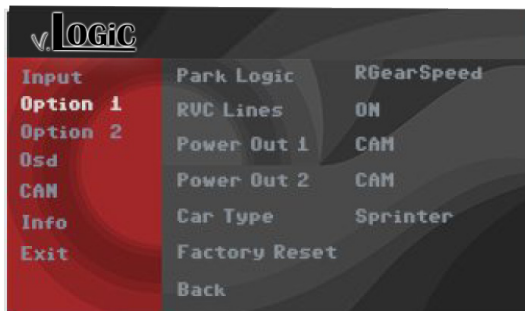 v.LOGiC
Input
Option 1
Option 2
Osd
CAN
Info
Exit
Park Logic RGearSpeed
RVC Lines ON
Power Out 1 CAM
Power Out 2 CAM
Car Type Sprinter
Factory Reset
Back